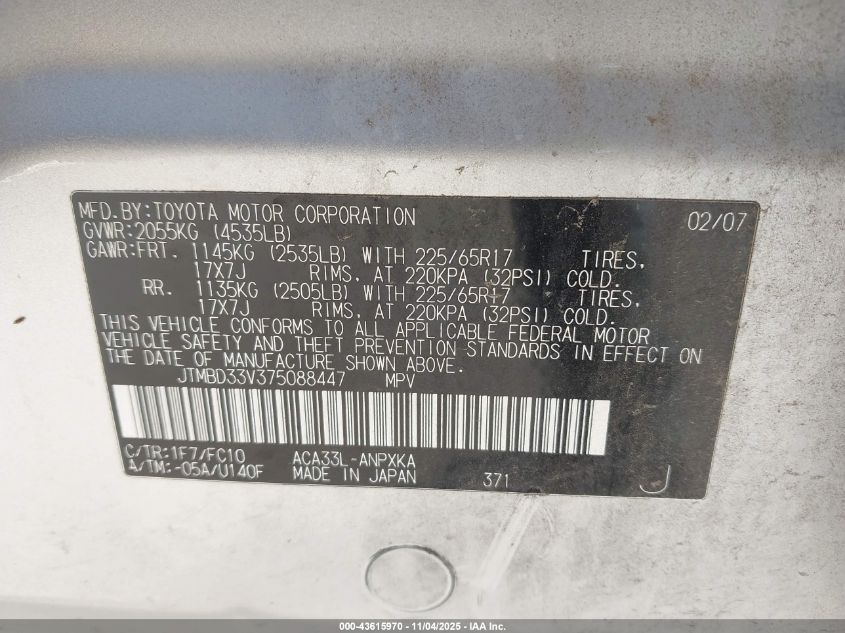 MFD.BY:TOYOTA MOTOR CORPORATION 02/07
GVWR:2055KG (4535LB)
GAWR:FRT. 1145KG (2535LB) WITH 225/65R17 TIRES,
17X7J RIMS, AT 220KPA (32PSI) COLD.
RR. 1135KG (2505LB) WITH 225/65R17 TIRES,
17X7J RIMS, AT 220KPA (32PSI) COLD.
THIS VEHICLE CONFORMS TO ALL APPLICABLE FEDERAL MOTOR
VEHICLE SAFETY AND THEFT PREVENTION STANDARDS IN EFFECT ON
THE DATE OF MANUFACTURE SHOWN ABOVE.
JTMBD33V375088447 MPV
C/TR:1F7/FC10 ACA33L-ANPXKA
A/TM:-05A/U140F MADE IN JAPAN 371 J
000-43615970 - 11/04/2025 - © IAA Inc.